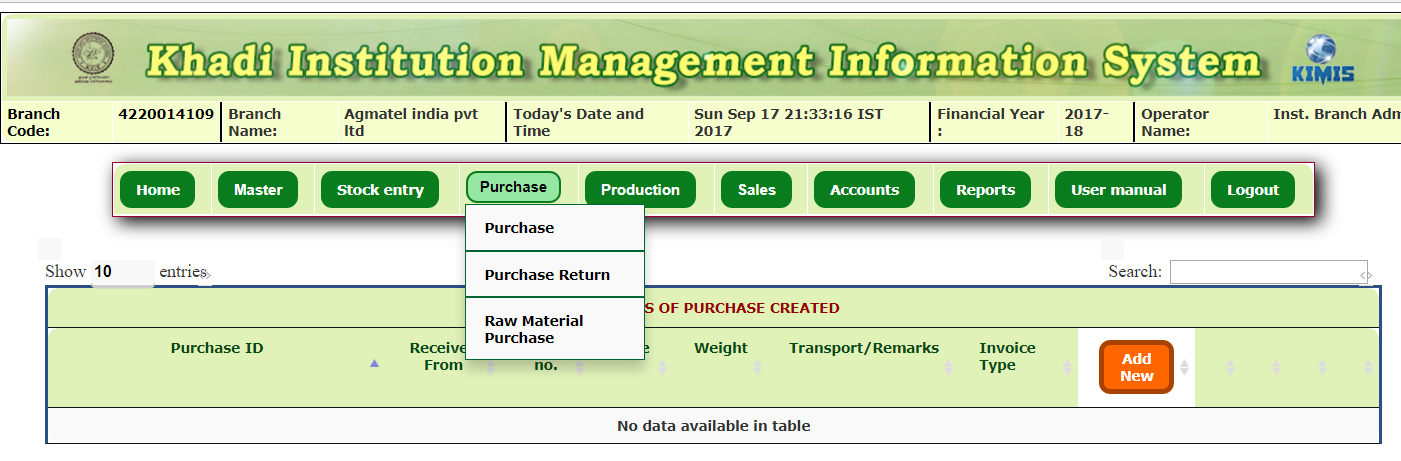 Khadi Institution Management Information System
KIMIS
Branch Code: 4220014109 Branch Name: Agmatel india pvt ltd Today's Date and Time Sun Sep 17 21:33:16 IST 2017 Financial Year : 2017-18 Operator Name: Inst. Branch Adm
Home Master Stock entry Purchase Production Sales Accounts Reports User manual Logout
Purchase
Purchase Return
Raw Material
Purchase
Show 10 entries
Search:
S OF PURCHASE CREATED
Purchase ID Receive From no. e Weight Transport/Remarks Invoice Type Add New
No data available in table